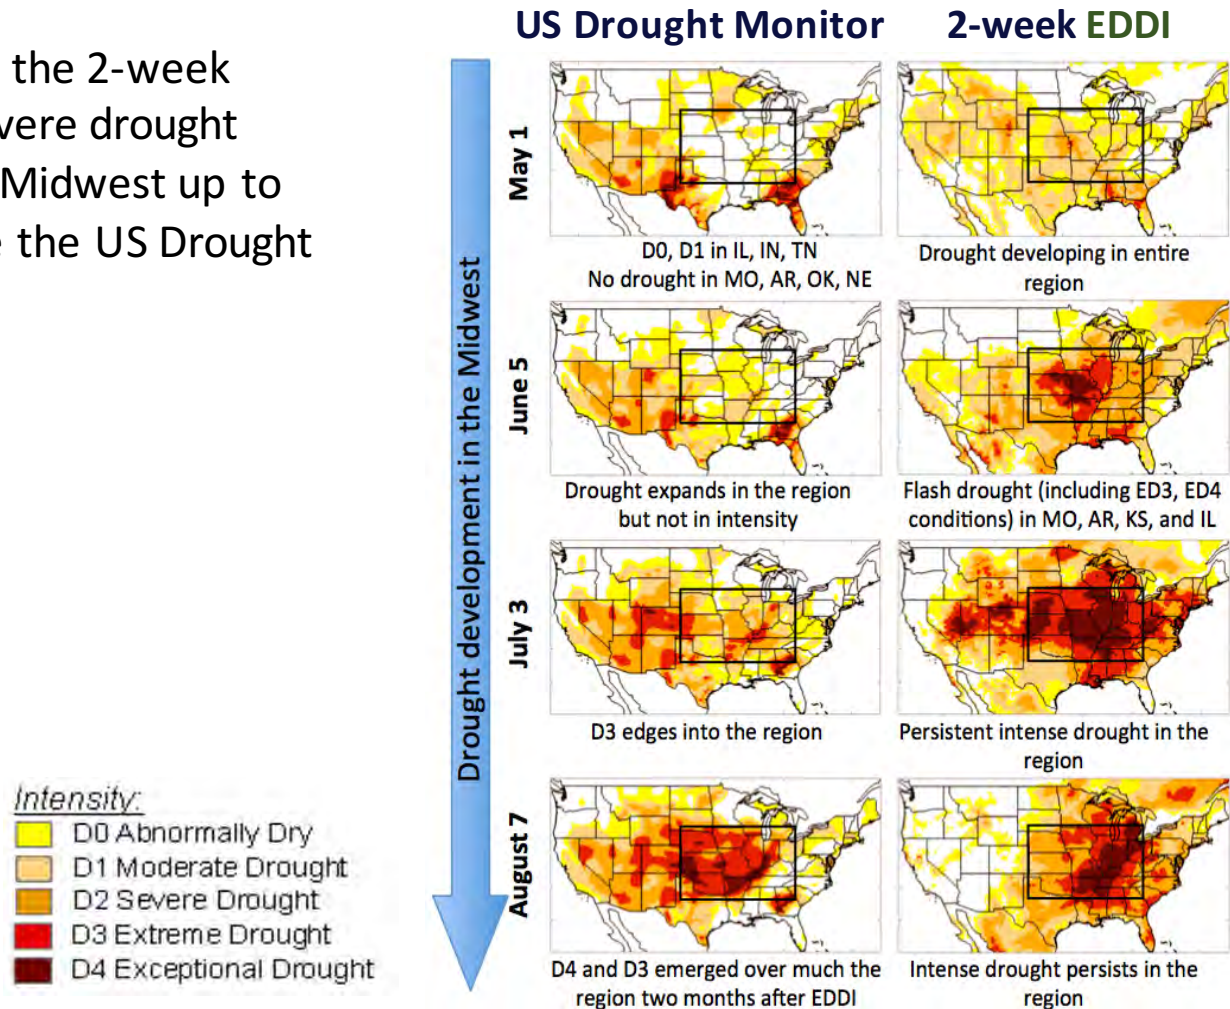 the 2-week
vere drought
Midwest up to
e the US Drought
US Drought Monitor
2-week EDDI
Drought development in the Midwest
May 1
D0, D1 in IL, IN, TN
No drought in MO, AR, OK, NE
Drought developing in entire
region
June 5
Drought expands in the region
but not in intensity
Flash drought (including ED3, ED4
conditions) in MO, AR, KS, and IL
July 3
D3 edges into the region
Persistent intense drought in the
region
August 7
D4 and D3 emerged over much the
region two months after EDDI
Intense drought persists in the
region
Intensity:
D0 Abnormally Dry
D1 Moderate Drought
D2 Severe Drought
D3 Extreme Drought
D4 Exceptional Drought